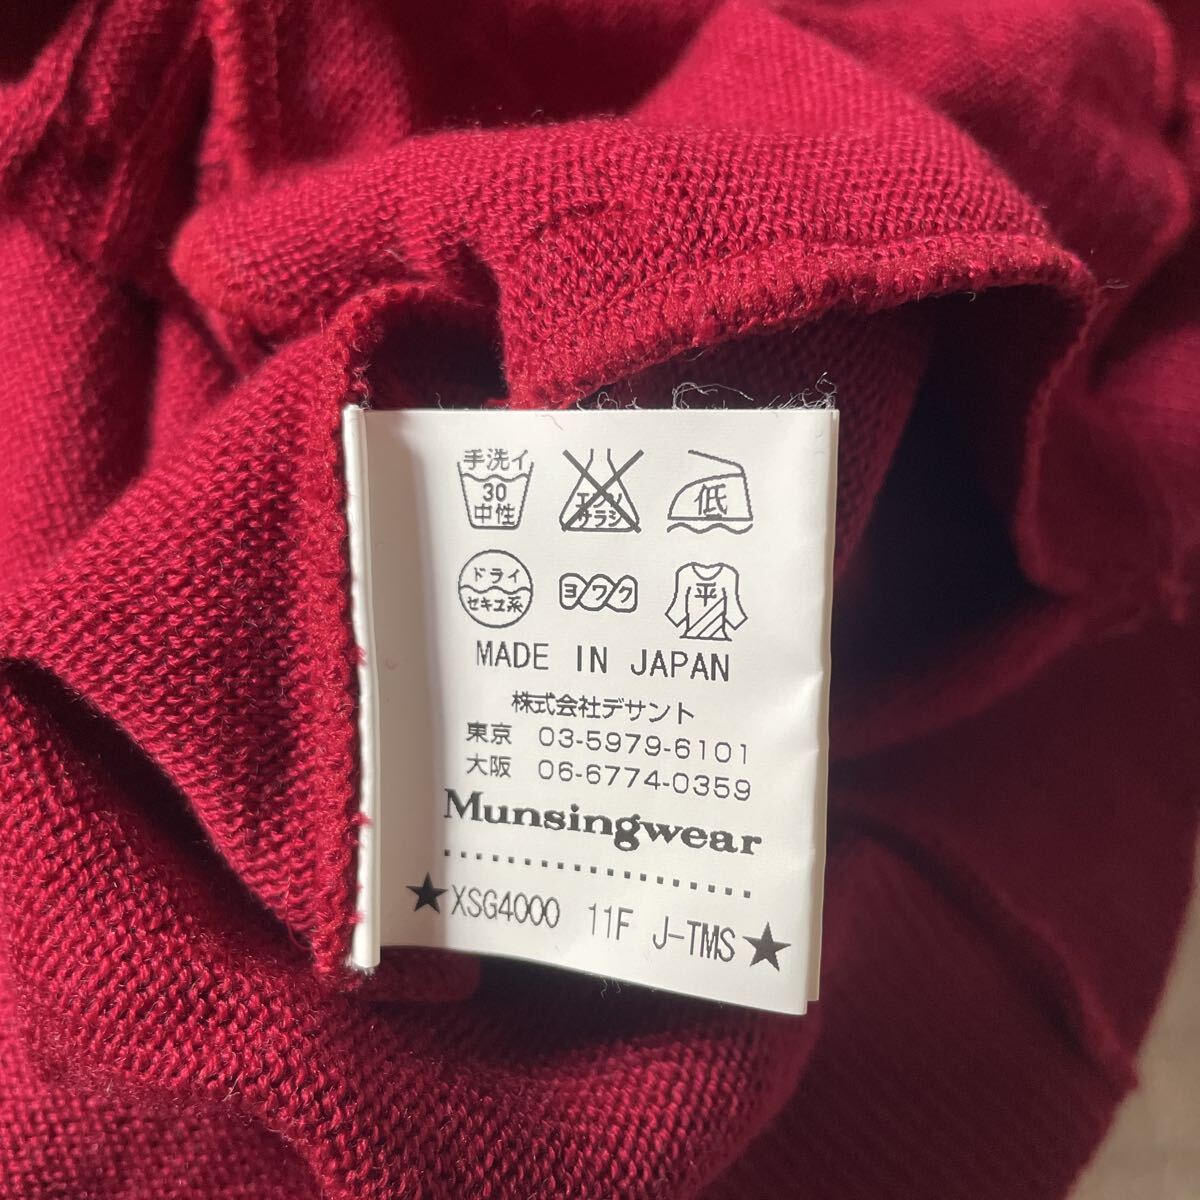 手洗イ
30
中性
エンソ
サラシ
低
ドライ
セキユ系
ヨワク
平
MADE IN JAPAN
株式会社デサント
東京 03-5979-6101
大阪 06-6774-0359
Munsingwear
★XSG4000 11F J-TMS★